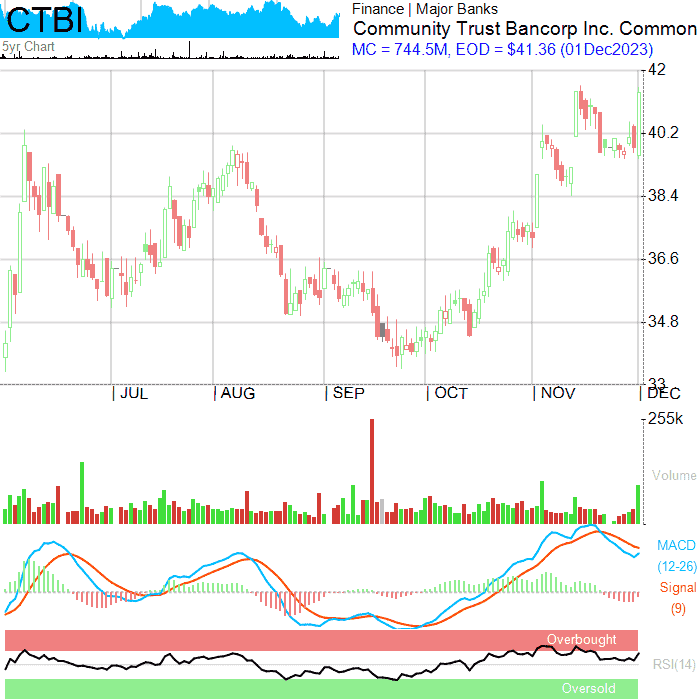 CTBI
5yr Chart
Finance | Major Banks
Community Trust Bancorp Inc. Common
MC = 744.5M, EOD = $41.36 (01Dec2023)
42
40.2
38.4
36.6
34.8
33
JUL
AUG
SEP
OCT
NOV
DEC
255k
Volume
MACD
(12-26)
Signal
(9)
Overbought
RSI(14)
Oversold